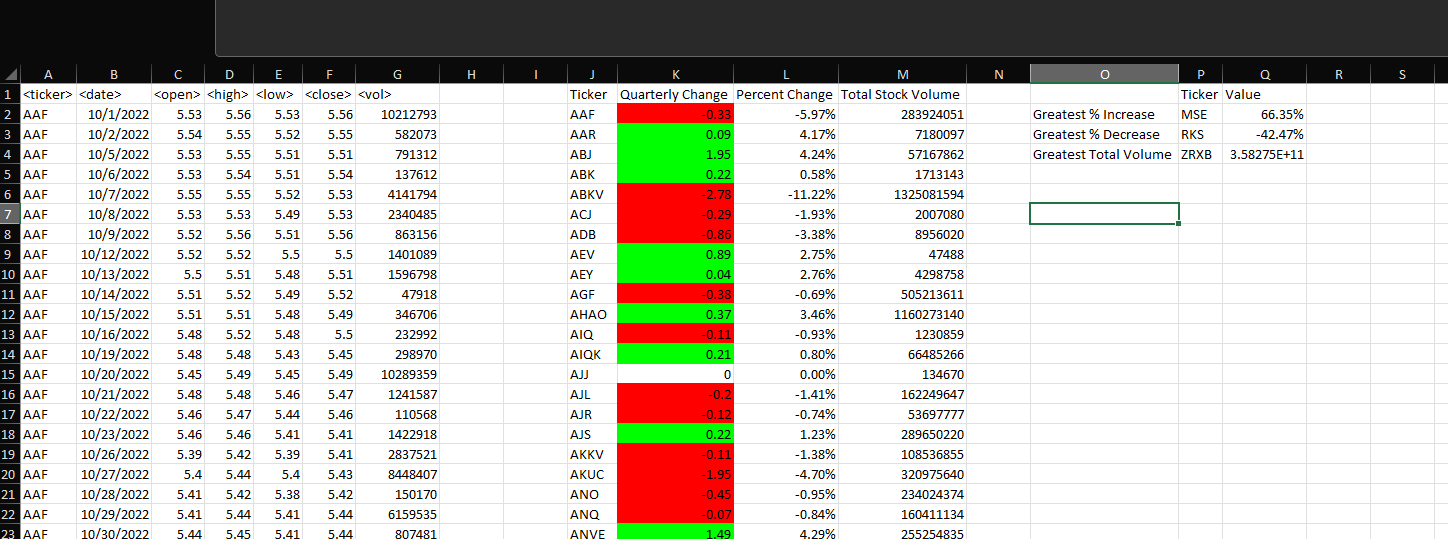 A B C D E F G H I J K L M N O P Q R S
1 <ticker> <date> <open> <high> <low> <close> <vol> Ticker Quarterly Change Percent Change Total Stock Volume Ticker Value
2 AAF 10/1/2022 5.53 5.56 5.53 5.56 10212793 AAF -0.33 -5.97% 283924051 Greatest % Increase MSE 66.35%
3 AAF 10/2/2022 5.54 5.55 5.52 5.55 582073 AAR 0.09 4.17% 7180097 Greatest % Decrease RKS -42.47%
4 AAF 10/5/2022 5.53 5.55 5.51 5.51 791312 ABJ 1.95 4.24% 57167862 Greatest Total Volume ZRXB 3.58275E+11
5 AAF 10/6/2022 5.53 5.54 5.51 5.54 137612 ABK 0.22 0.58% 1713143
6 AAF 10/7/2022 5.55 5.55 5.52 5.53 4141794 ABKV -2.78 -11.22% 1325081594
7 AAF 10/8/2022 5.53 5.53 5.49 5.53 2340485 ACJ -0.29 -1.93% 2007080
8 AAF 10/9/2022 5.52 5.56 5.51 5.56 863156 ADB -0.86 -3.38% 8956020
9 AAF 10/12/2022 5.52 5.52 5.5 5.5 1401089 AEV 0.89 2.75% 47488
10 AAF 10/13/2022 5.5 5.51 5.48 5.51 1596798 AEY 0.04 2.76% 4298758
11 AAF 10/14/2022 5.51 5.52 5.49 5.52 47918 AGF -0.38 -0.69% 505213611
12 AAF 10/15/2022 5.51 5.51 5.48 5.49 346706 AHAO 0.37 3.46% 1160273140
13 AAF 10/16/2022 5.48 5.52 5.48 5.5 232992 AIQ -0.11 -0.93% 1230859
14 AAF 10/19/2022 5.48 5.48 5.43 5.45 298970 AIQK 0.21 0.80% 66485266
15 AAF 10/20/2022 5.45 5.49 5.45 5.49 10289359 AJJ 0 0.00% 134670
16 AAF 10/21/2022 5.48 5.48 5.46 5.47 1241587 AJL -0.2 -1.41% 162249647
17 AAF 10/22/2022 5.46 5.47 5.44 5.46 110568 AJR -0.12 -0.74% 53697777
18 AAF 10/23/2022 5.46 5.46 5.41 5.41 1422918 AJS 0.22 1.23% 289650220
19 AAF 10/26/2022 5.39 5.42 5.39 5.41 2837521 AKKV -0.11 -1.38% 108536855
20 AAF 10/27/2022 5.4 5.44 5.4 5.43 8448407 AKUC -1.95 -4.70% 320975640
21 AAF 10/28/2022 5.41 5.42 5.38 5.42 150170 ANO -0.45 -0.95% 234024374
22 AAF 10/29/2022 5.41 5.44 5.41 5.44 6159535 ANQ -0.07 -0.84% 160411134
23 AAF 10/30/2022 5.44 5.45 5.41 5.44 807481 ANVE 1.49 4.29% 255254835